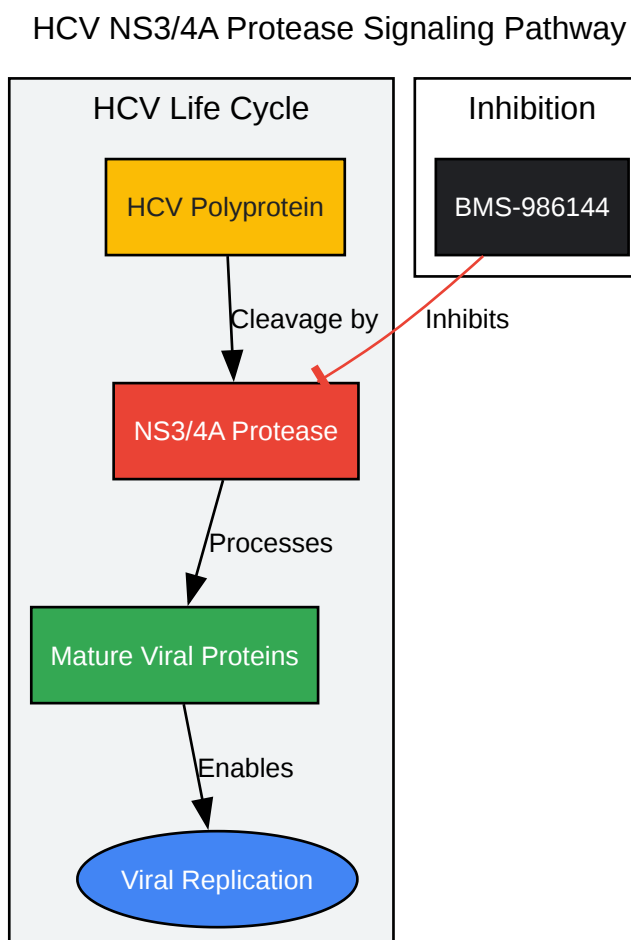 HCV NS3/4A Protease Signaling Pathway
HCV Life Cycle
Inhibition
HCV Polyprotein
BMS-986144
Cleavage by
Inhibits
NS3/4A Protease
Processes
Mature Viral Proteins
Enables
Viral Replication